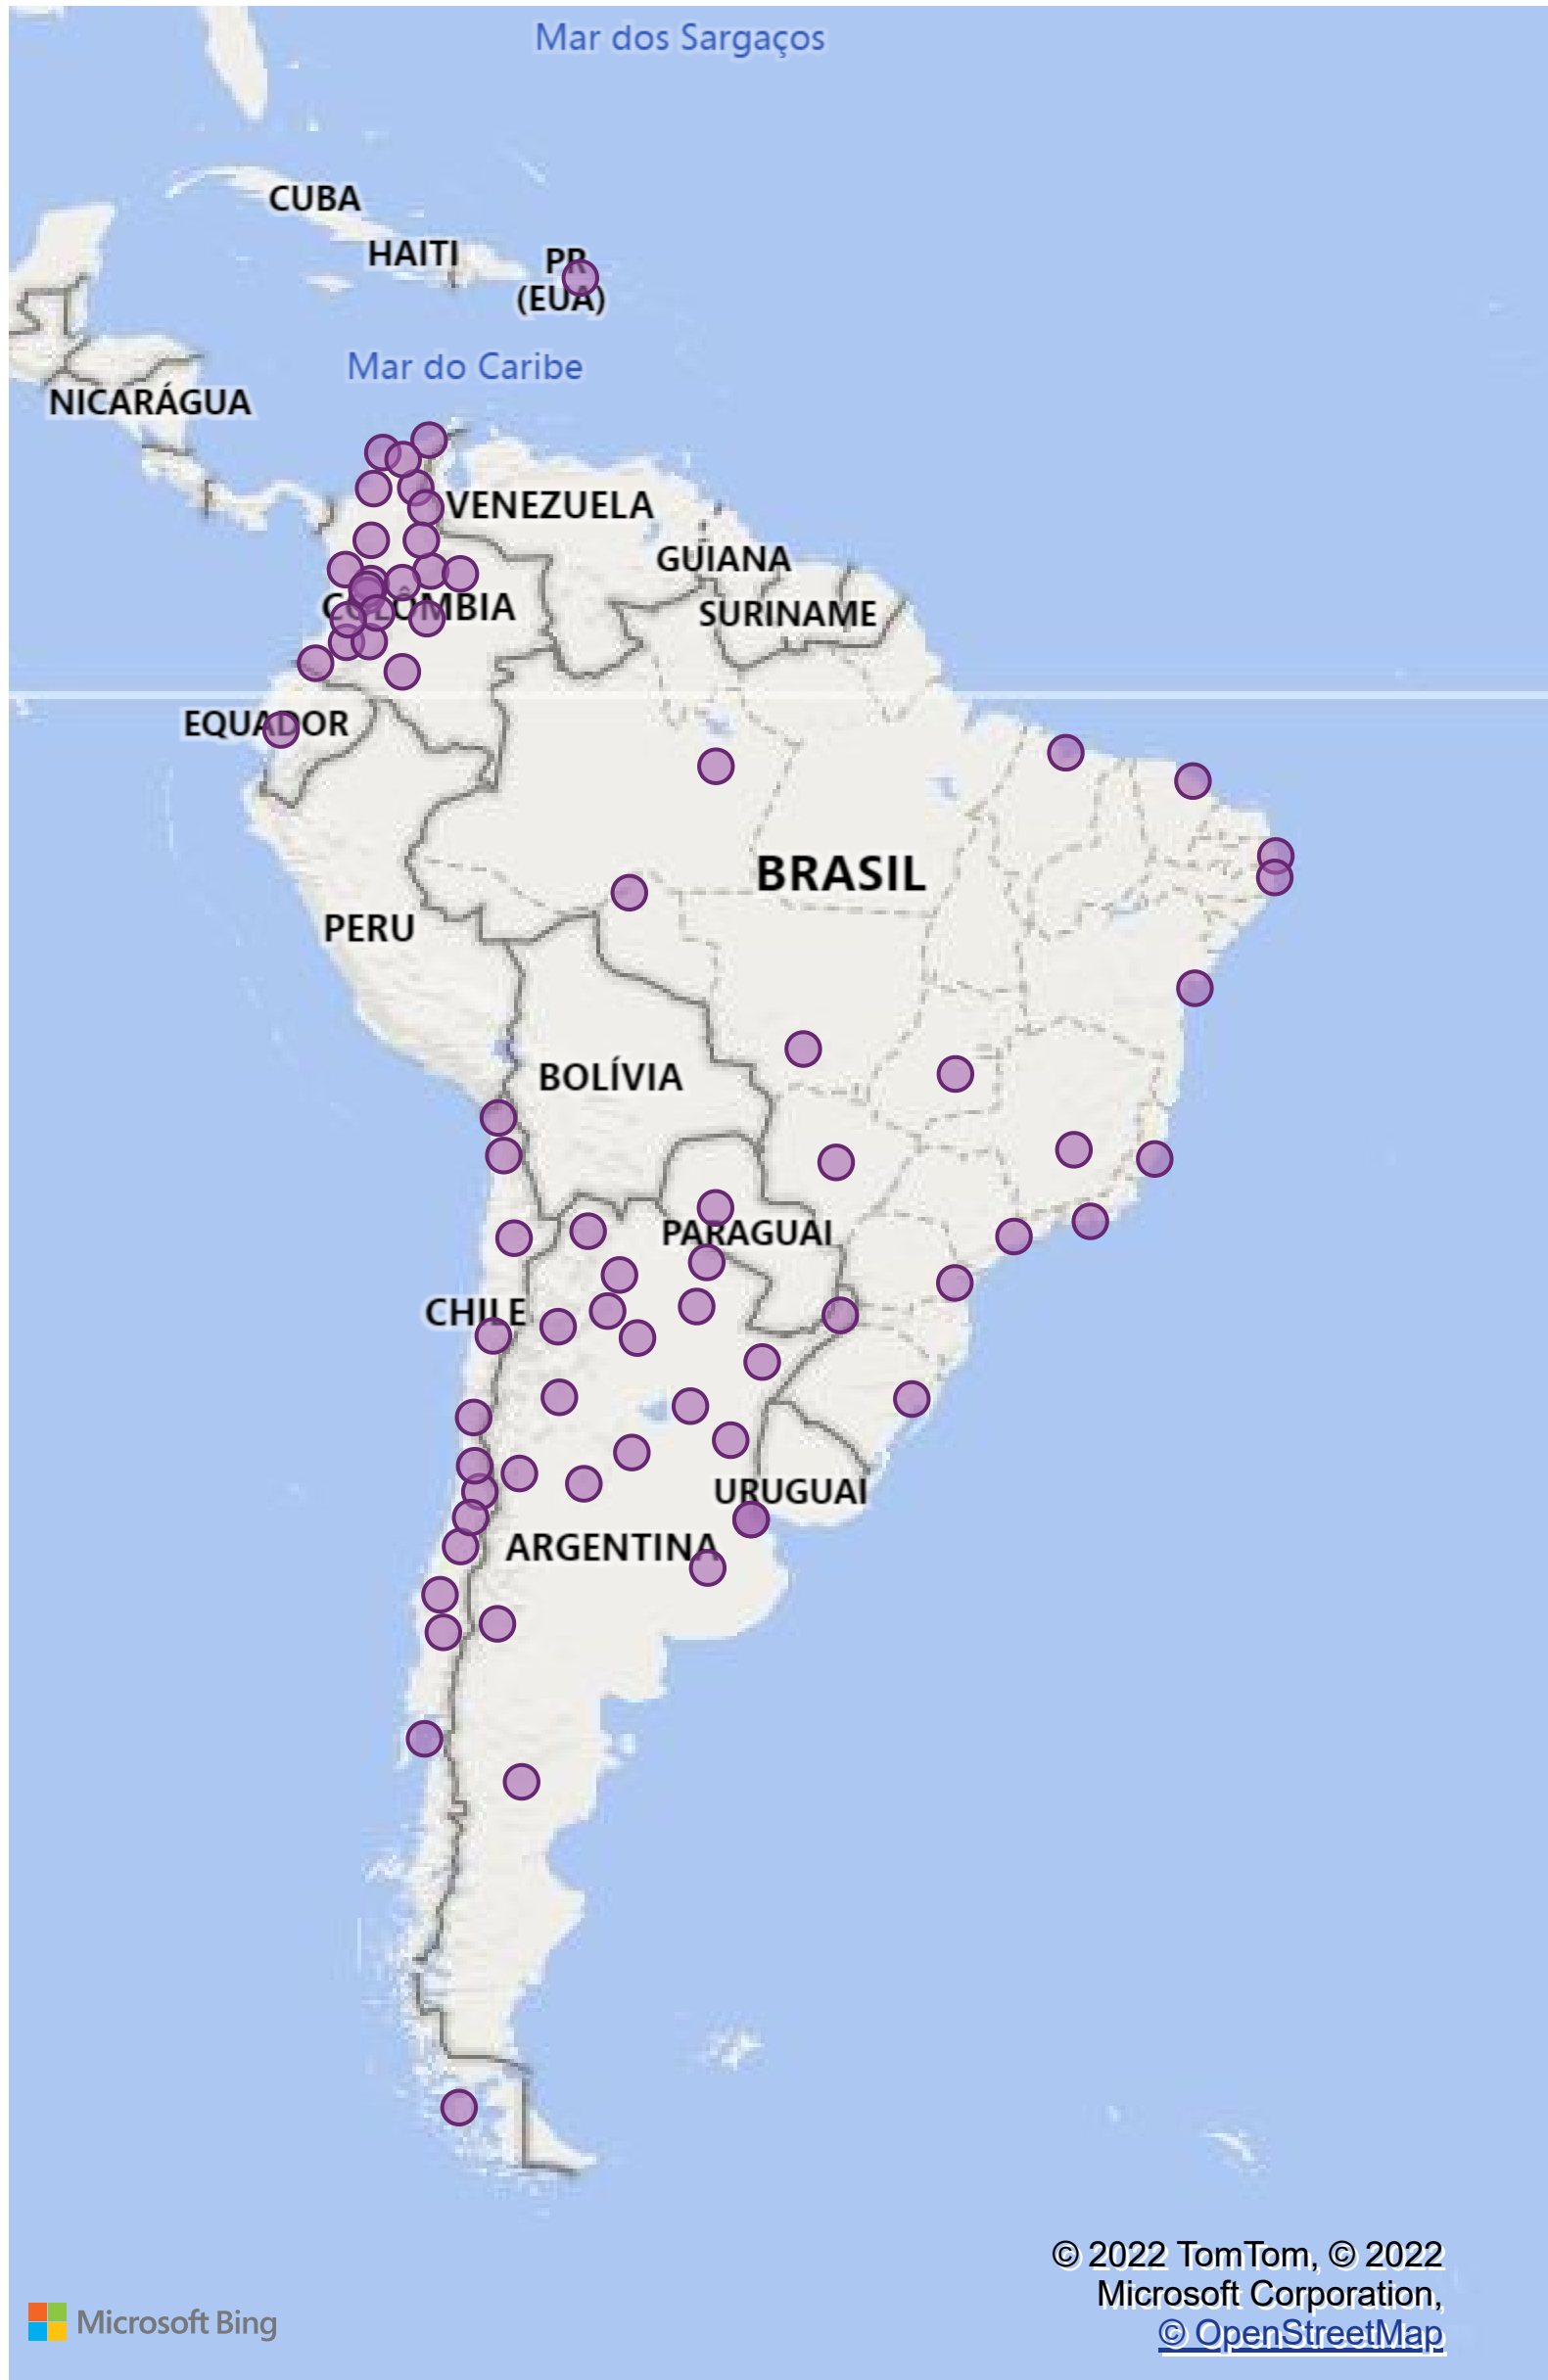 Mar dos Sargaços
CUBA
HAITI
PR
(EUA)
Mar do Caribe
NICARÁGUA
VENEZUELA
GUIANA
COLÔMBIA
SURINAME
EQUADOR
BRASIL
PERU
BOLÍVIA
PARAGUAI
CHILE
URUGUAI
ARGENTINA
© 2022 TomTom, © 2022
Microsoft Corporation,
© OpenStreetMap
Microsoft Bing